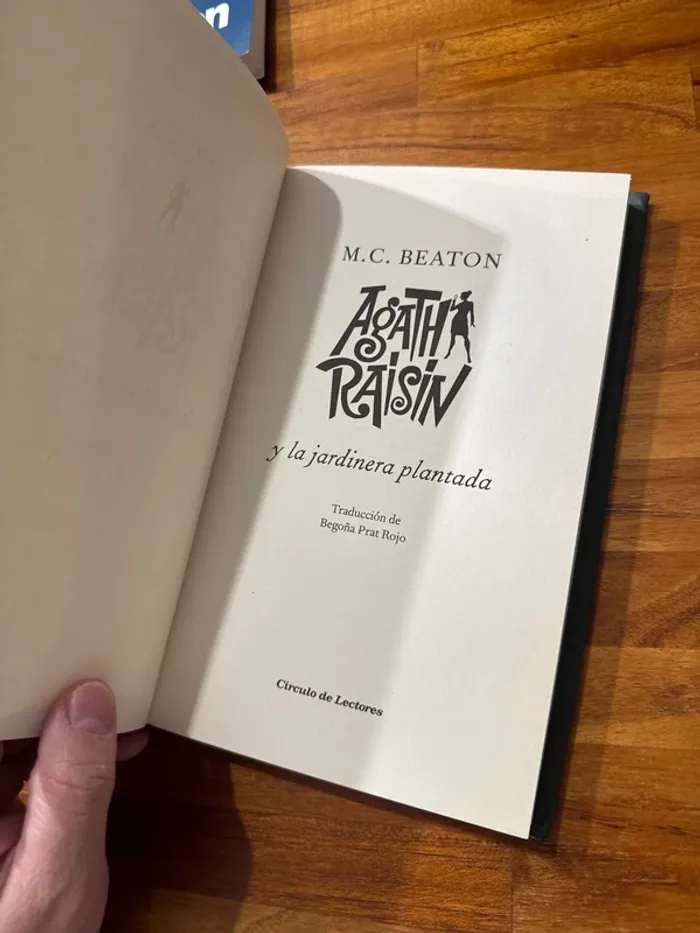 n
M.C. BEATON
AGATHA
RAISIN
y la jardinera plantada
Traducción de
Begoña Prat Rojo
Círculo de Lectores